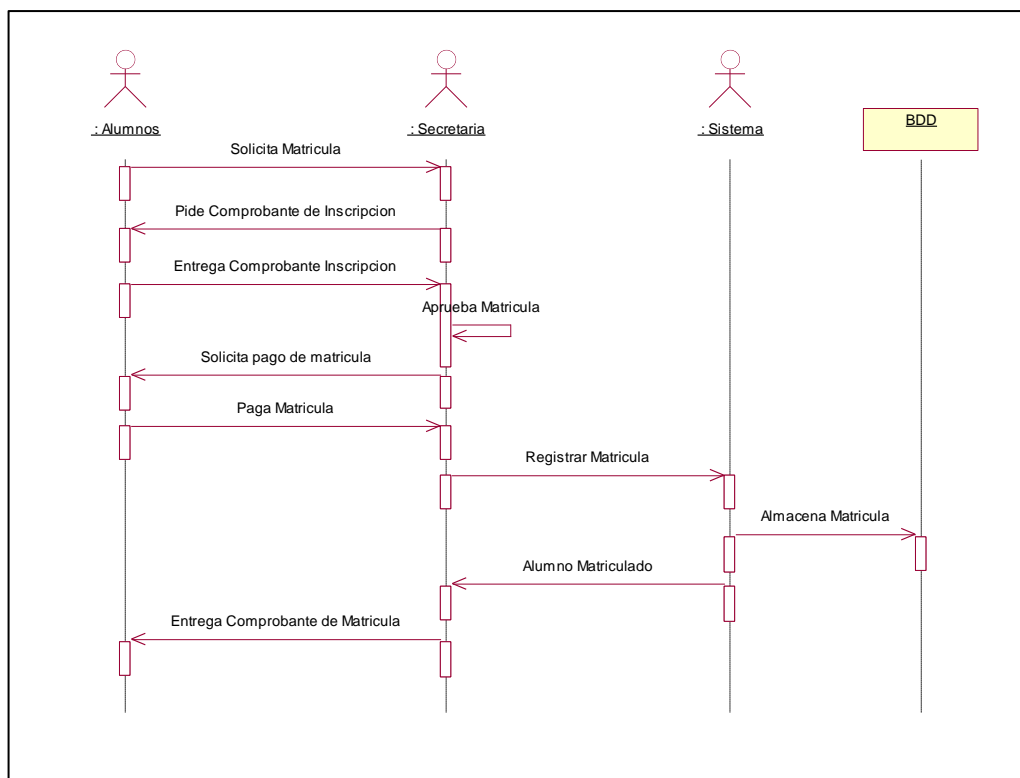 : Alumnos
: Secretaria
: Sistema
BDD
Solicita Matricula
Pide Comprobante de Inscripcion
Entrega Comprobante Inscripcion
Aprueba Matricula
Solicita pago de matricula
Paga Matricula
Registrar Matricula
Almacena Matricula
Alumno Matriculado
Entrega Comprobante de Matricula